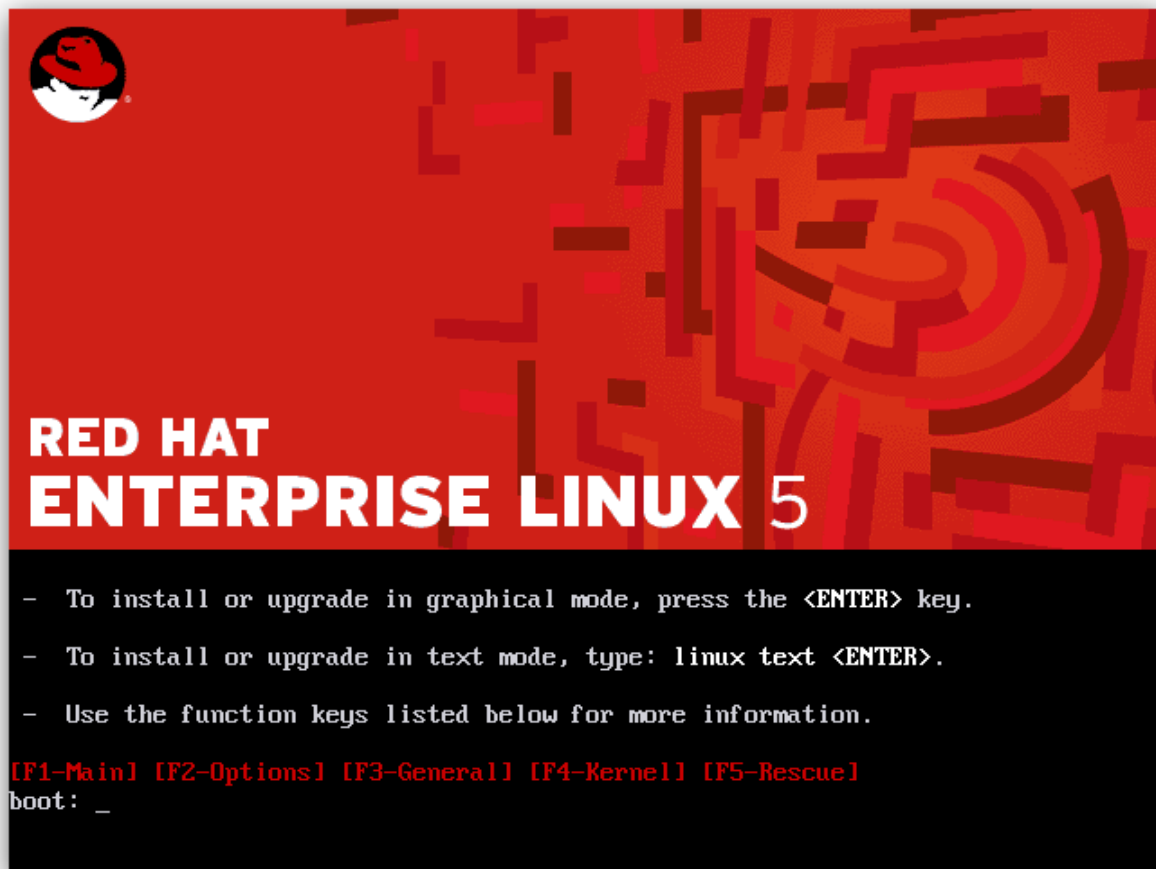 RED HAT
ENTERPRISE LINUX 5
- To install or upgrade in graphical mode, press the <ENTER> key.
- To install or upgrade in text mode, type: linux text <ENTER>.
- Use the function keys listed below for more information.
[F1-Main] [F2-Options] [F3-General] [F4-Kernel] [F5-Rescue]
boot: _